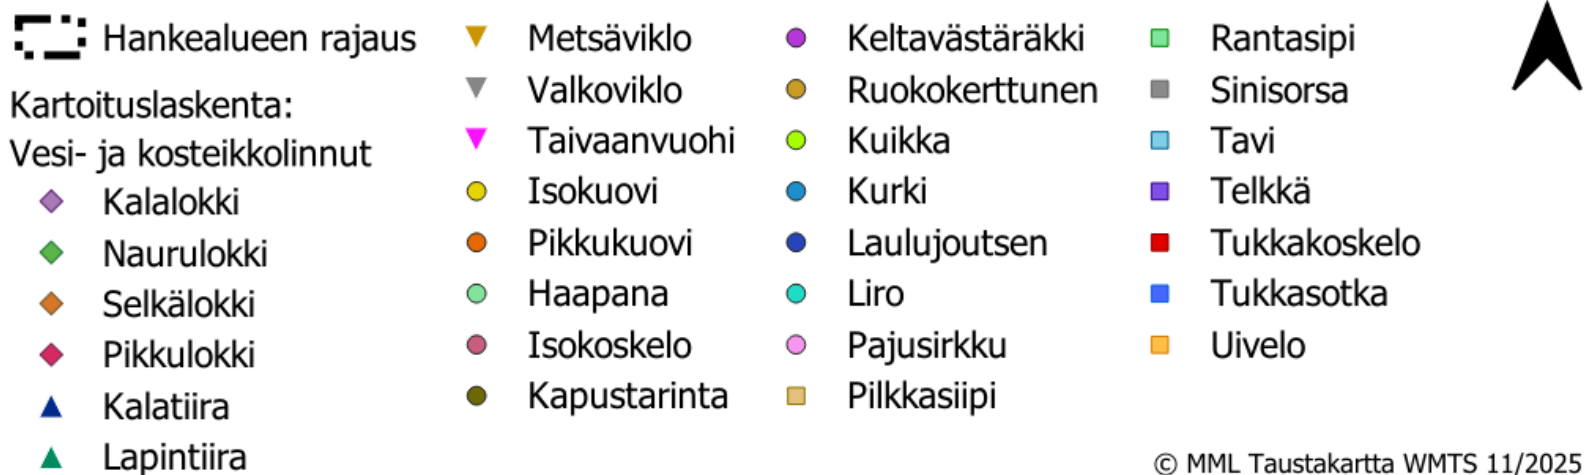 Hankealueen rajaus
Kartoituslaskenta:
Vesi- ja kosteikkolinnut
Kalalokki
Naurulokki
Selkälokki
Pikkulokki
Kalatiira
Lapintiira
Metsäviklo
Valkoviklo
Taivaanvuohi
Isokuovi
Pikkukuovi
Haapana
Isokoskelo
Kapustarinta
Keltavästäräkki
Ruokokerttunen
Kuikka
Kurki
Laulujoutsen
Liro
Pajusirkku
Pilkkasiipi
Rantasipi
Sinisorsa
Tavi
Telkkä
Tukkakoskelo
Tukkasotka
Uivelo
© MML Taustakartta WMTS 11/2025